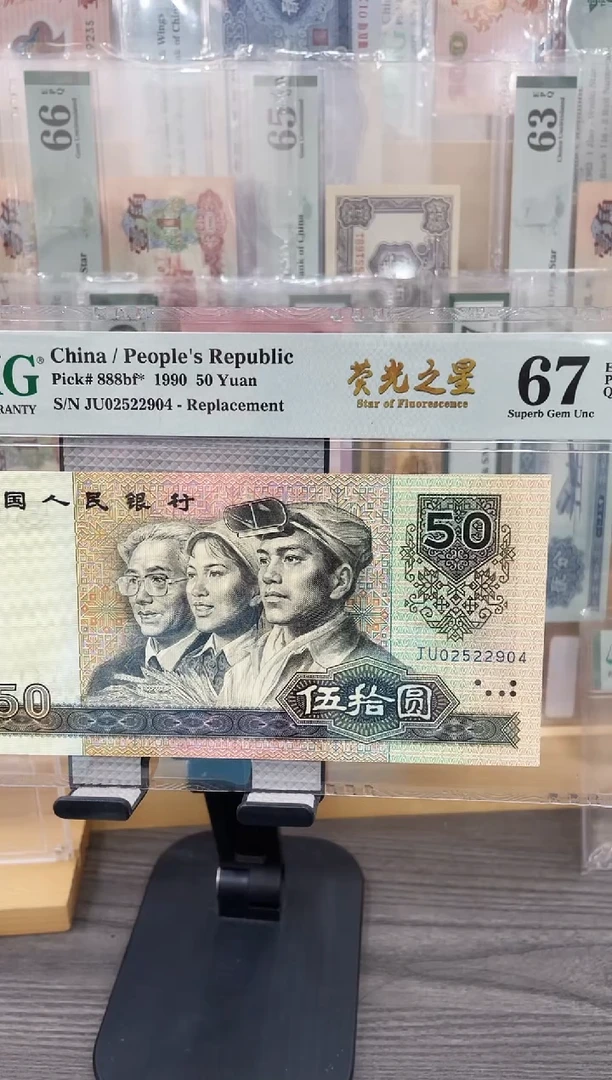 66
65
63
G®
China / People's Republic
Pick# 888bf* 1990 50 Yuan
S/N JU02522904 - Replacement
荧光之星
Star of Fluorescence
67
Superb Gem Unc
国人民银行
50
JU02522904
50
伍拾圆